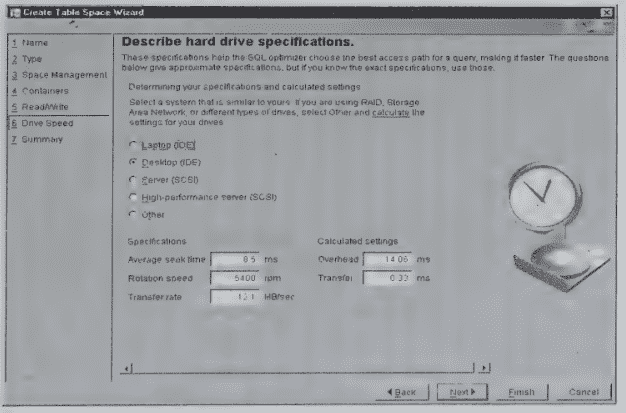 Create Table Space Wizard
1 Name
2 Type
3 Space Management
4 Containers
5 Read/Write
6 Drive Speed
7 Summary
Describe hard drive specifications.
These specifications help the SQL optimizer choose the best access path for a query, making it faster. The questions
below give approximate specifications, but if you know the exact specifications, use those.
Determining your specifications and calculated settings
Select a system that is similar to yours. If you are using RAID, Storage
Area Network, or different types of drives, select Other and calculate the
settings for your drives
Laptop (IDE)
Desktop (IDE)
Server (SCSI)
High-performance server (SCSI)
Other
Specifications
Average seek time 8.5 ms
Rotation speed 5400 rpm
Transfer rate MB/sec
Calculated settings
Overhead 14.06 ms
Transfer 0.33 ms
Back
Next
Finish
Cancel